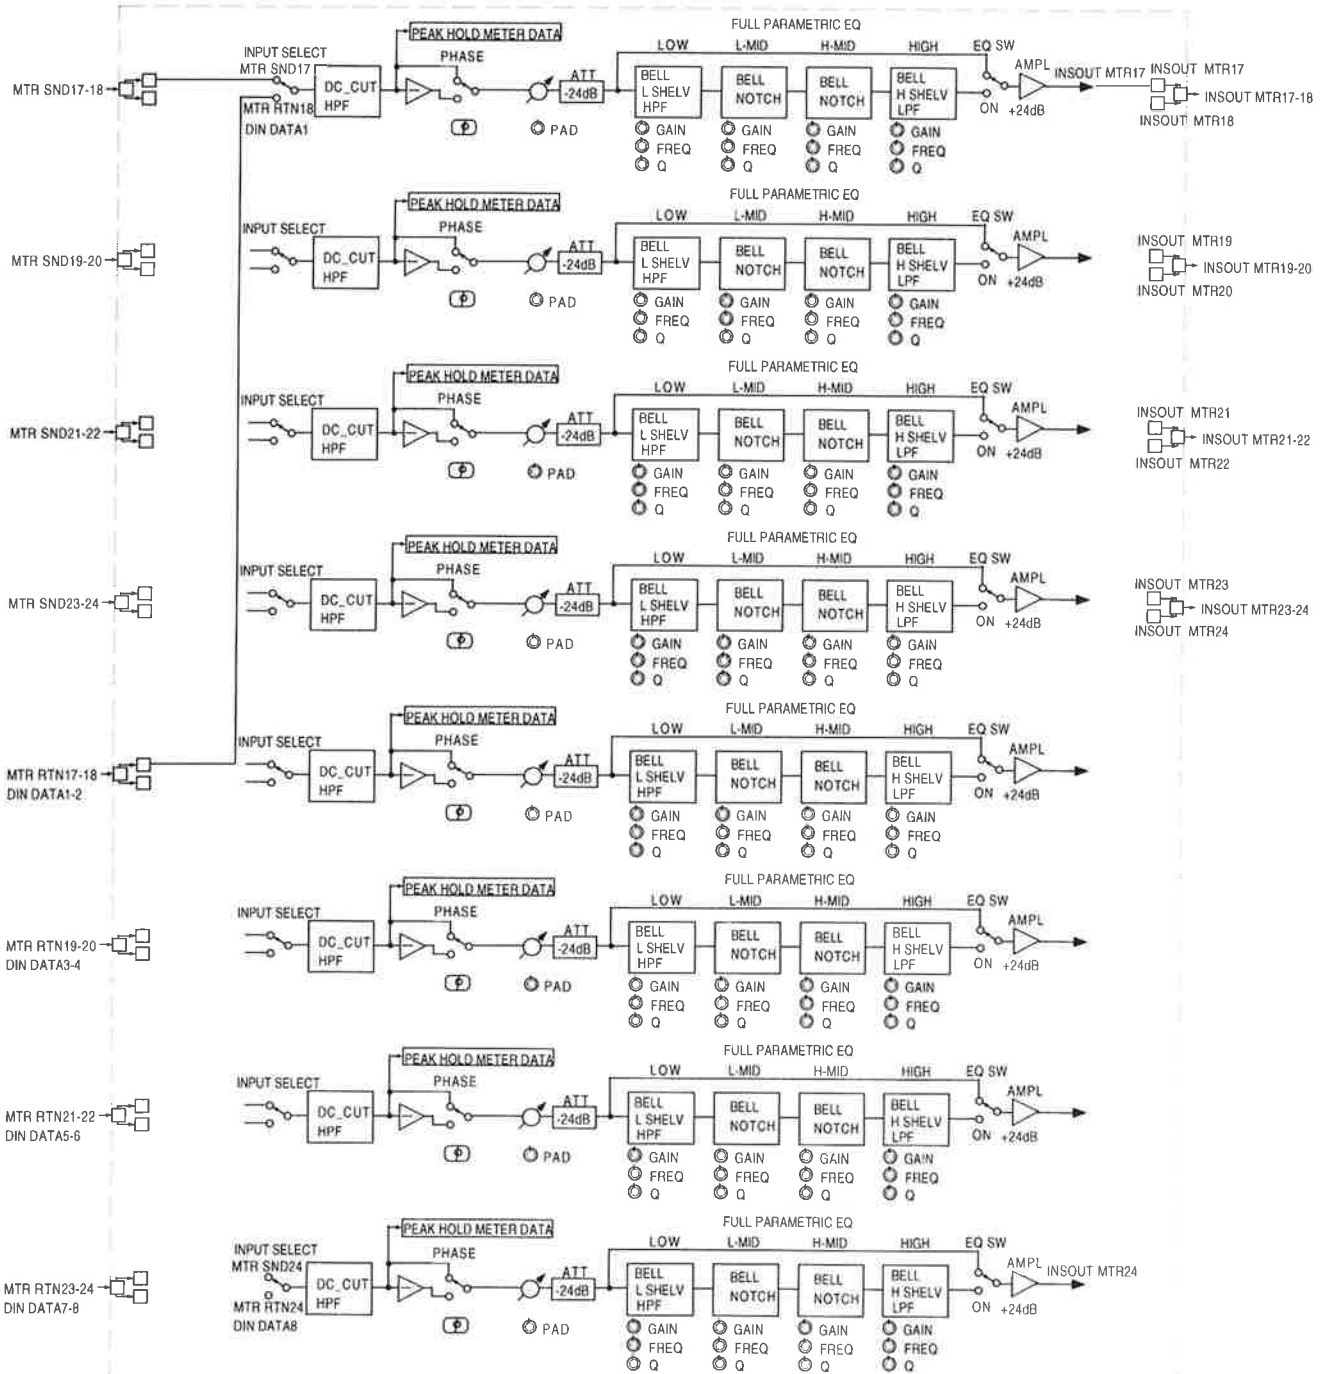 FULL PARAMETRIC EQ
PEAK HOLD METER DATA
LOW L-MID H-MID HIGH EQ SW
INPUT SELECT
MTR SND17
PHASE
ATT
AMPL
INSOUT MTR17
INSOUT MTR17
MTR SND17-18
DC_CUT
HPF
-24dB
BELL
L SHELV
HPF
BELL
NOTCH
BELL
NOTCH
BELL
H SHELV
LPF
ON +24dB
INSOUT MTR17-18
INSOUT MTR18
MTR RTN18
DIN DATA1
PAD
GAIN GAIN GAIN GAIN
FREQ FREQ FREQ FREQ
Q Q Q Q
FULL PARAMETRIC EQ
PEAK HOLD METER DATA
LOW L-MID H-MID HIGH EQ SW
INPUT SELECT
PHASE
ATT
AMPL
INSOUT MTR19
MTR SND19-20
DC_CUT
HPF
-24dB
BELL
L SHELV
HPF
BELL
NOTCH
BELL
NOTCH
BELL
H SHELV
LPF
ON +24dB
INSOUT MTR19-20
INSOUT MTR20
PAD
GAIN GAIN GAIN GAIN
FREQ FREQ FREQ FREQ
Q Q Q Q
FULL PARAMETRIC EQ
PEAK HOLD METER DATA
LOW L-MID H-MID HIGH EQ SW
INPUT SELECT
PHASE
ATT
AMPL
INSOUT MTR21
MTR SND21-22
DC_CUT
HPF
-24dB
BELL
L SHELV
HPF
BELL
NOTCH
BELL
NOTCH
BELL
H SHELV
LPF
ON +24dB
INSOUT MTR21-22
INSOUT MTR22
PAD
GAIN GAIN GAIN GAIN
FREQ FREQ FREQ FREQ
Q Q Q Q
FULL PARAMETRIC EQ
PEAK HOLD METER DATA
LOW L-MID H-MID HIGH EQ SW
INPUT SELECT
PHASE
ATT
AMPL
INSOUT MTR23
MTR SND23-24
DC_CUT
HPF
-24dB
BELL
L SHELV
HPF
BELL
NOTCH
BELL
NOTCH
BELL
H SHELV
LPF
ON +24dB
INSOUT MTR23-24
INSOUT MTR24
PAD
GAIN GAIN GAIN GAIN
FREQ FREQ FREQ FREQ
Q Q Q Q
FULL PARAMETRIC EQ
PEAK HOLD METER DATA
LOW L-MID H-MID HIGH EQ SW
INPUT SELECT
PHASE
ATT
AMPL
MTR RTN17-18
DIN DATA1-2
DC_CUT
HPF
-24dB
BELL
L SHELV
HPF
BELL
NOTCH
BELL
NOTCH
BELL
H SHELV
LPF
ON +24dB
PAD
GAIN GAIN GAIN GAIN
FREQ FREQ FREQ FREQ
Q Q Q Q
FULL PARAMETRIC EQ
PEAK HOLD METER DATA
LOW L-MID H-MID HIGH EQ SW
INPUT SELECT
PHASE
ATT
AMPL
MTR RTN19-20
DIN DATA3-4
DC_CUT
HPF
-24dB
BELL
L SHELV
HPF
BELL
NOTCH
BELL
NOTCH
BELL
H SHELV
LPF
ON +24dB
PAD
GAIN GAIN GAIN GAIN
FREQ FREQ FREQ FREQ
Q Q Q Q
FULL PARAMETRIC EQ
PEAK HOLD METER DATA
LOW L-MID H-MID HIGH EQ SW
INPUT SELECT
PHASE
ATT
AMPL
MTR RTN21-22
DIN DATA5-6
DC_CUT
HPF
-24dB
BELL
L SHELV
HPF
BELL
NOTCH
BELL
NOTCH
BELL
H SHELV
LPF
ON +24dB
PAD
GAIN GAIN GAIN GAIN
FREQ FREQ FREQ FREQ
Q Q Q Q
FULL PARAMETRIC EQ
PEAK HOLD METER DATA
LOW L-MID H-MID HIGH EQ SW
INPUT SELECT
MTR SND24
PHASE
ATT
AMPL
INSOUT MTR24
MTR RTN23-24
DIN DATA7-8
DC_CUT
HPF
-24dB
BELL
L SHELV
HPF
BELL
NOTCH
BELL
NOTCH
BELL
H SHELV
LPF
ON +24dB
MTR RTN24
DIN DATA8
PAD
GAIN GAIN GAIN GAIN
FREQ FREQ FREQ FREQ
Q Q Q Q